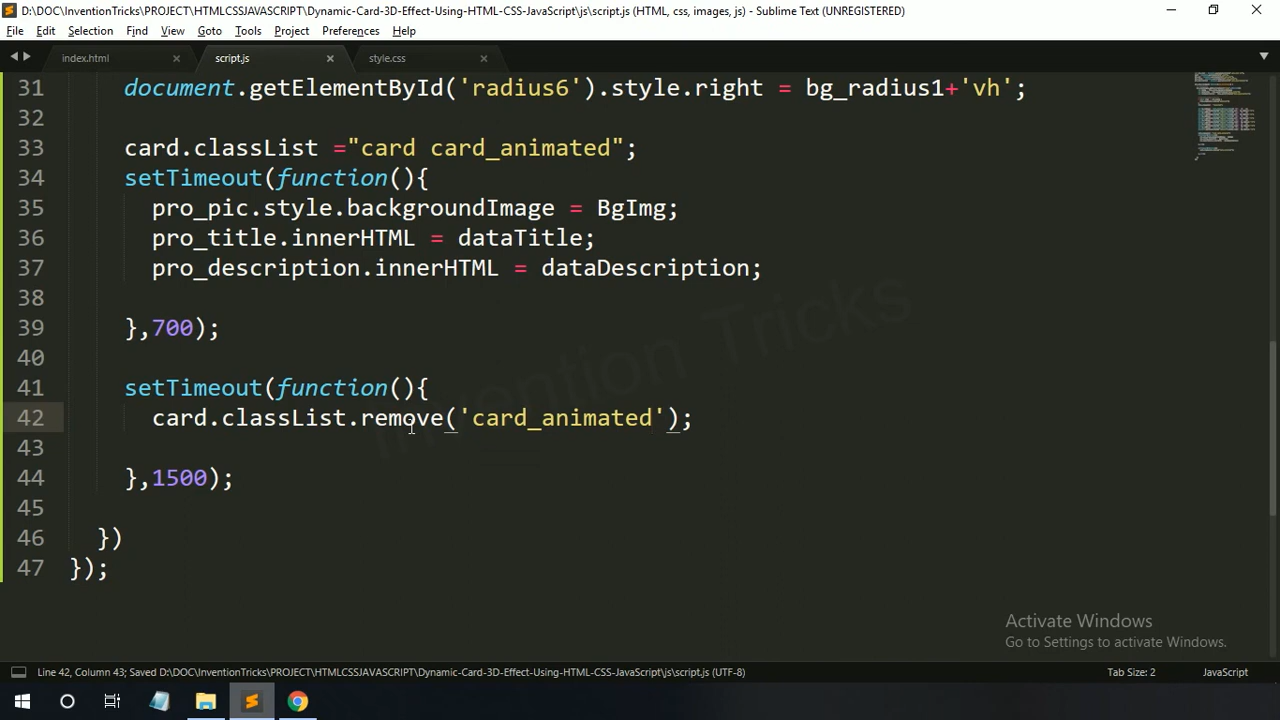 D:\DOC\InventionTricks\PROJECT\HTMLCSSJAVASCRIPT\Dynamic-Card-3D-Effect-Using-HTML-CSS-JavaScript\js\script.js (HTML, css, images, js) - Sublime Text (UNREGISTERED)
File Edit Selection Find View Goto Tools Project Preferences Help
index.html script.js style.css
31 document.getElementById('radius6').style.right = bg_radius1+'vh';
32
33 card.classList ="card card_animated";
34 setTimeout(function(){
35 pro_pic.style.backgroundImage = BgImg;
36 pro_title.innerHTML = dataTitle;
37 pro_description.innerHTML = dataDescription;
38
39 },700);
40
41 setTimeout(function(){
42 card.classList.remove('card_animated');
43
44 },1500);
45
46 })
47 });
Invention Tricks
Activate Windows
Go to Settings to activate Windows.
Line 42, Column 43; Saved D:\DOC\InventionTricks\PROJECT\HTMLCSSJAVASCRIPT\Dynamic-Card-3D-Effect-Using-HTML-CSS-JavaScript\js\script.js (UTF-8) Tab Size: 2 JavaScript